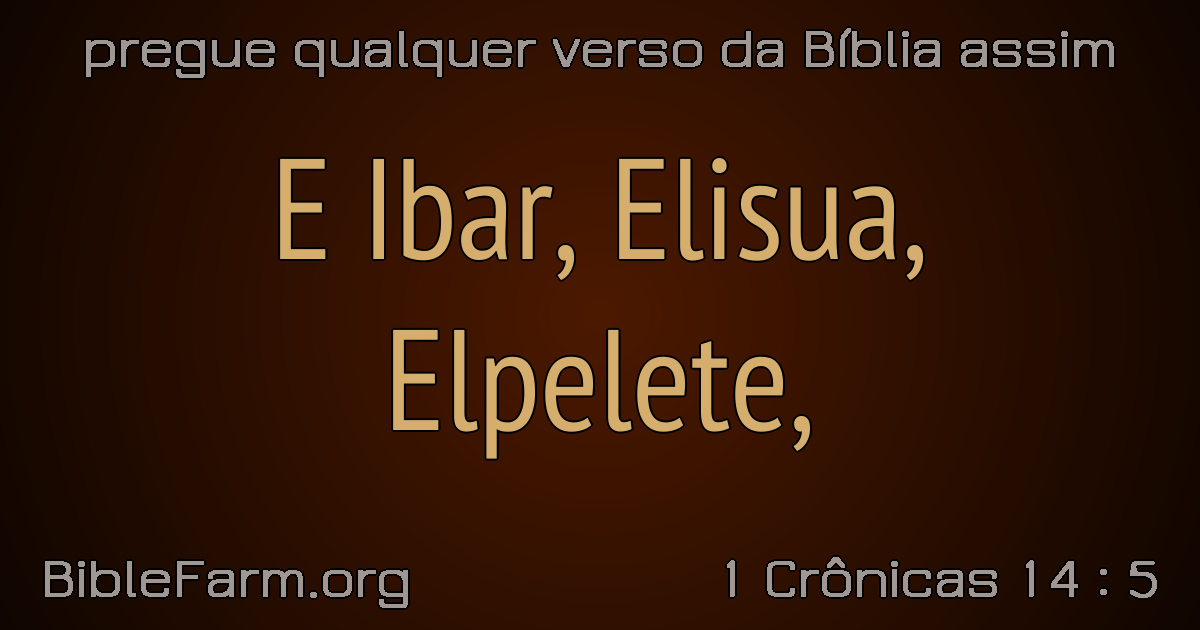 pregue qualquer verso da Bíblia assim
E Ibar, Elisua,
Elpelete,
BibleFarm.org
1 Crônicas 14 : 5